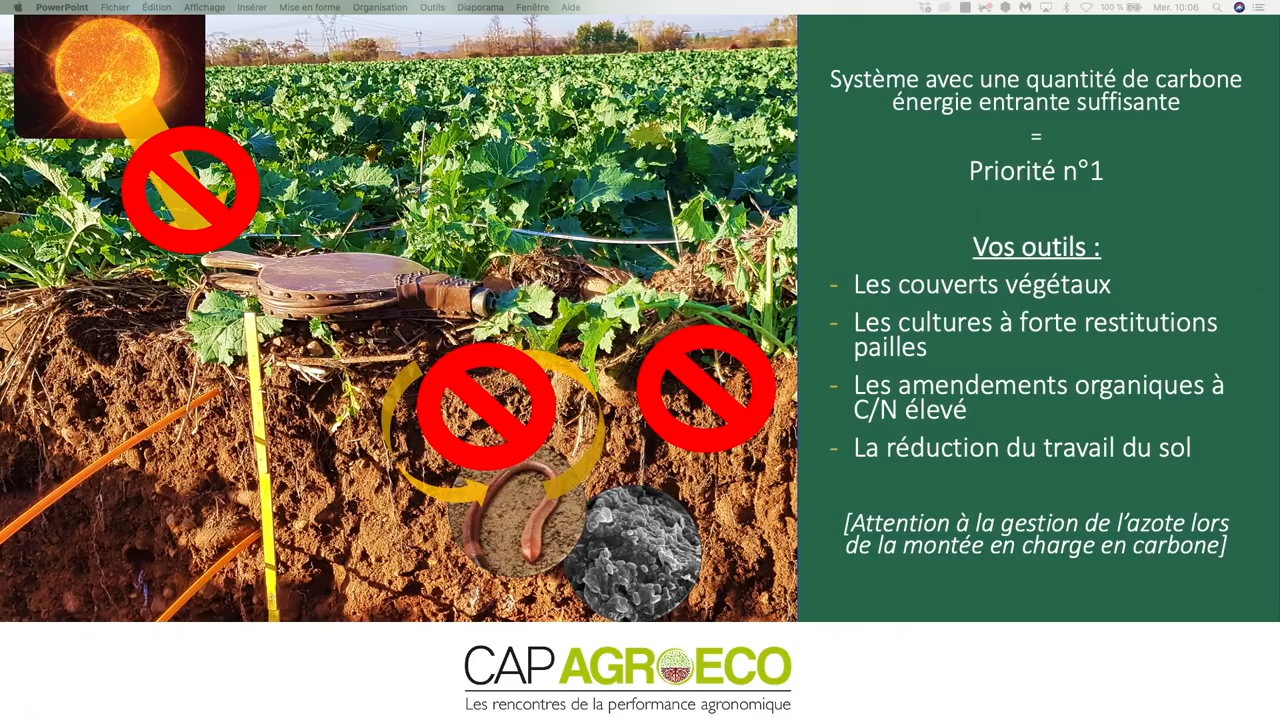 PowerPoint Fichier Édition Affichage Insérer Mise en forme Organisation Outils Diaporama Fenêtre Aide 100 % Mer. 10:06
Système avec une quantité de carbone
énergie entrante suffisante
=
Priorité n°1
Vos outils :
- Les couverts végétaux
- Les cultures à forte restitutions
pailles
- Les amendements organiques à
C/N élevé
- La réduction du travail du sol
[Attention à la gestion de l'azote lors
de la montée en charge en carbone]
CAP AGROECO
Les rencontres de la performance agronomique